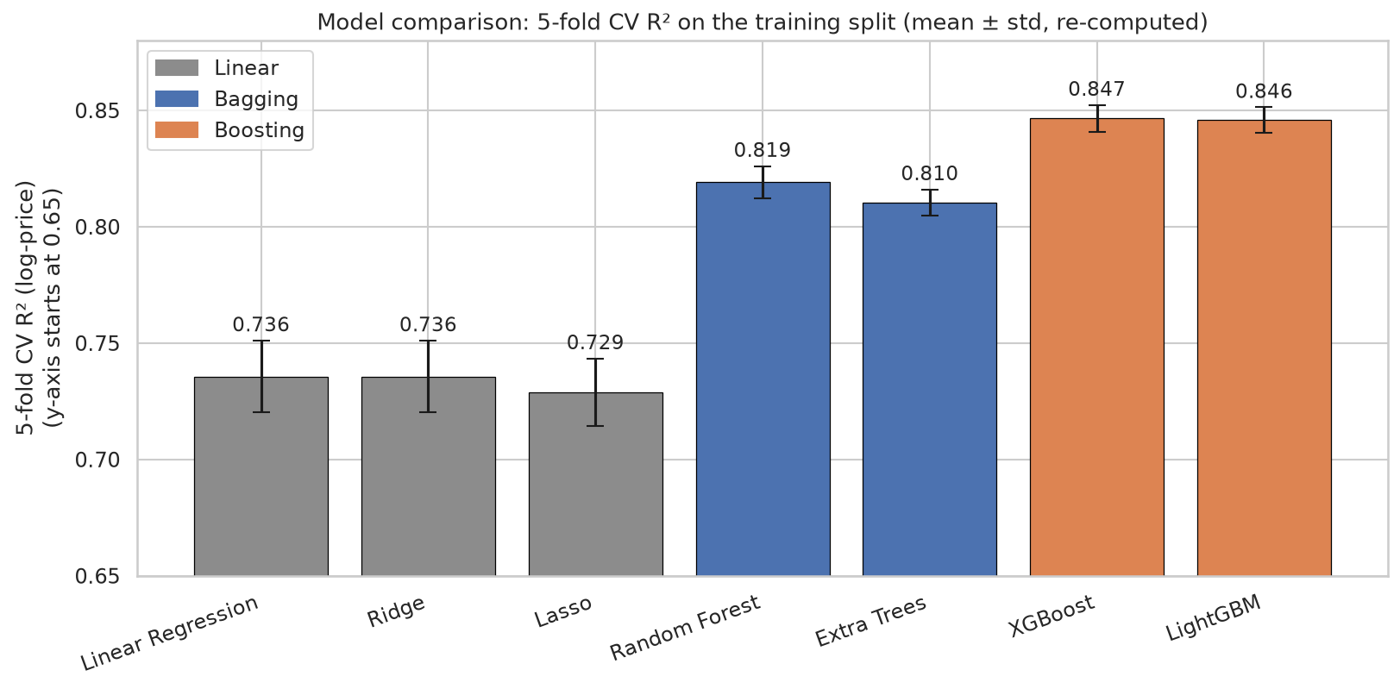 Model comparison: 5-fold CV R² on the training split (mean ± std, re-computed)
Linear
Bagging
Boosting
5-fold CV R² (log-price)
(y-axis starts at 0.65)
0.85
0.80
0.75
0.70
0.65
0.736
0.736
0.729
0.819
0.810
0.847
0.846
Linear Regression
Ridge
Lasso
Random Forest
Extra Trees
XGBoost
LightGBM